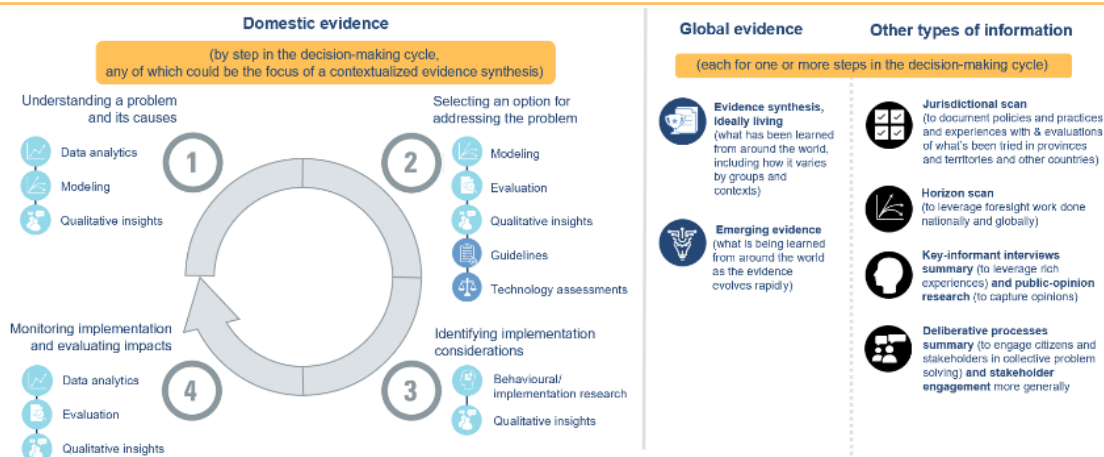 Domestic evidence
(by step in the decision-making cycle,
any of which could be the focus of a contextualized evidence synthesis)
Understanding a problem
and its causes
1
Data analytics
Modeling
Qualitative insights
Selecting an option for
addressing the problem
2
Modeling
Evaluation
Qualitative insights
Guidelines
Technology assessments
Identifying implementation
considerations
3
Behavioural/
implementation research
Qualitative insights
Monitoring implementation
and evaluating impacts
4
Data analytics
Evaluation
Qualitative insights
Global evidence
Other types of information
(each for one or more steps in the decision-making cycle)
Evidence synthesis,
Ideally living
(what has been learned
from around the world,
including how it varies
by groups and
contexts)
Emerging evidence
(what is being learned
from around the world
as the evidence
evolves rapidly)
Jurisdictional scan
(to document policies and practices
and experiences with & evaluations
of what's been tried in provinces
and territories and other countries)
Horizon scan
(to leverage foresight work done
nationally and globally)
Key-informant interviews
summary (to leverage rich
experiences) and public-opinion
research (to capture opinions)
Deliberative processes
summary (to engage citizens and
stakeholders in collective problem
solving) and stakeholder
engagement more generally